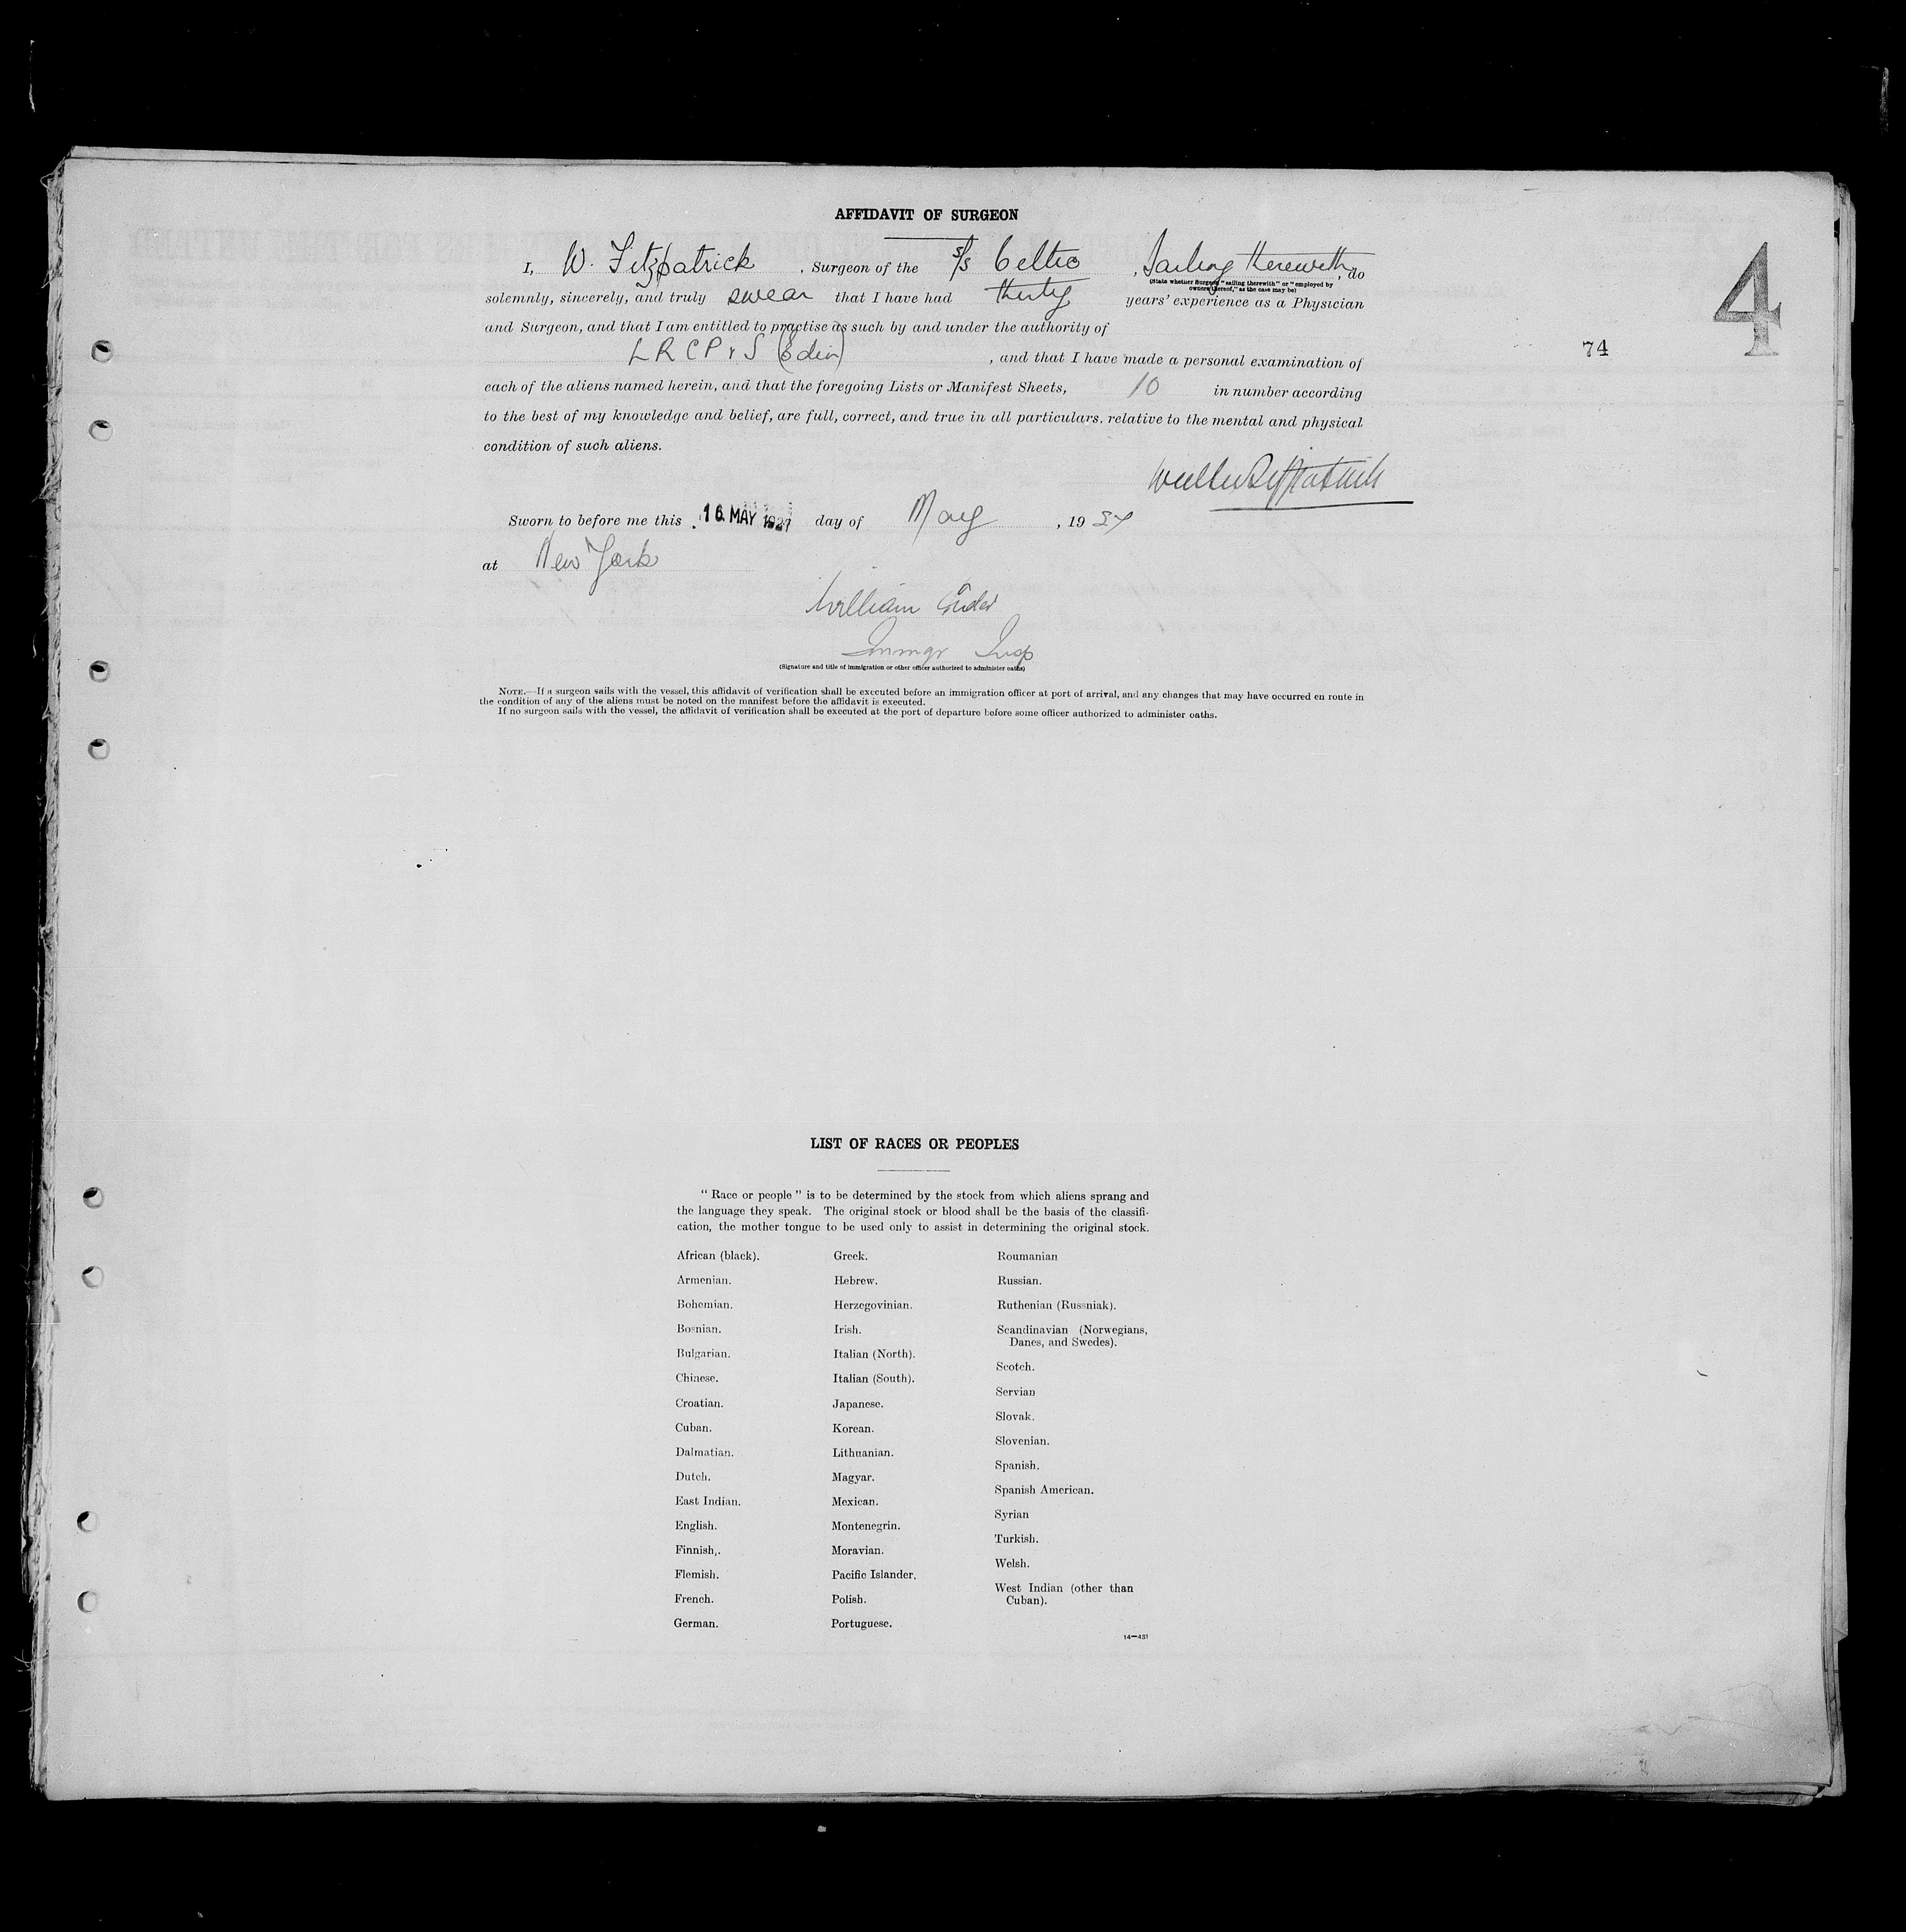 AFFIDAVIT OF SURGEON
I, W. Fitzpatrick, Surgeon of the S/S Celtic, Sailing therewith, do
(State whether Surgeon "sailing therewith" or "employed by
owners thereof," as the case may be)
solemnly, sincerely, and truly swear that I have had thirty years' experience as a Physician
and Surgeon, and that I am entitled to practise as such by and under the authority of
L R C P & S (Edin), and that I have made a personal examination of
each of the aliens named herein, and that the foregoing Lists or Manifest Sheets, 10 in number according
to the best of my knowledge and belief, are full, correct, and true in all particulars, relative to the mental and physical
condition of such aliens.
4
74
Sworn to before me this 16 MAY 1927 day of May, 19
at New York
William
Immgr Insp
(Signature and title of immigration or other officer authorized to administer oaths)
NOTE.—If a surgeon sails with the vessel, this affidavit of verification shall be executed before an immigration officer at port of arrival, and any changes that may have occurred en route in
the condition of any of the aliens must be noted on the manifest before the affidavit is executed.
If no surgeon sails with the vessel, the affidavit of verification shall be executed at the port of departure before some officer authorized to administer oaths.
LIST OF RACES OR PEOPLES
"Race or people" is to be determined by the stock from which aliens sprang and
the language they speak. The original stock or blood shall be the basis of the classifi-
cation, the mother tongue to be used only to assist in determining the original stock.
African (black).
Armenian.
Bohemian.
Bosnian.
Bulgarian.
Chinese.
Croatian.
Cuban.
Dalmatian.
Dutch.
East Indian.
English.
Finnish,.
Flemish.
French.
German.
Greek.
Hebrew.
Herzegovinian.
Irish.
Italian (North).
Italian (South).
Japanese.
Korean.
Lithuanian.
Magyar.
Mexican.
Montenegrin.
Moravian.
Pacific Islander.
Polish.
Portuguese.
Roumanian
Russian.
Ruthenian (Russniak).
Scandinavian (Norwegians,
Danes, and Swedes).
Scotch.
Servian
Slovak.
Slovenian.
Spanish.
Spanish American.
Syrian
Turkish.
Welsh.
West Indian (other than
Cuban).
14—431